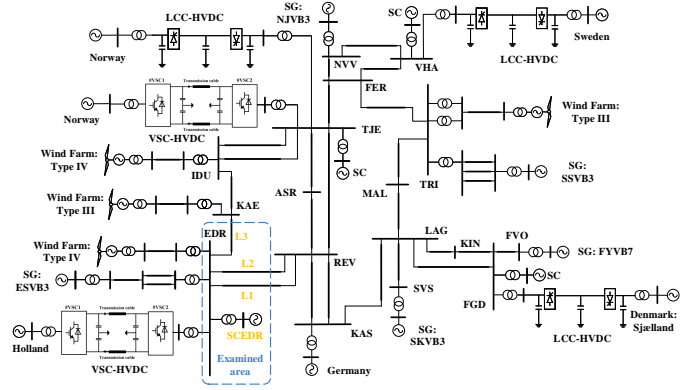 LCC-HVDC
Norway
SG:
NJVB3
SC
NVV
VHA
FER
LCC-HVDC
Sweden
#VSC1
Transmission cable
#VSC2
Transmission cable
Norway
VSC-HVDC
TJE
SC
Wind Farm:
Type III
Wind Farm:
Type IV
IDU
ASR
MAL
TRI
SG:
SSVB3
Wind Farm:
Type III
KAE
EDR
L3
LAG
KIN
FVO
SG: FYVB7
Wind Farm:
Type IV
L2
REV
SG:
ESVB3
L1
SVS
SC
FGD
#VSC1
Transmission cable
#VSC2
Transmission cable
Holland
VSC-HVDC
SCEDR
Examined
area
KAS
Germany
SG:
SKVB3
LCC-HVDC
Denmark:
Sjælland